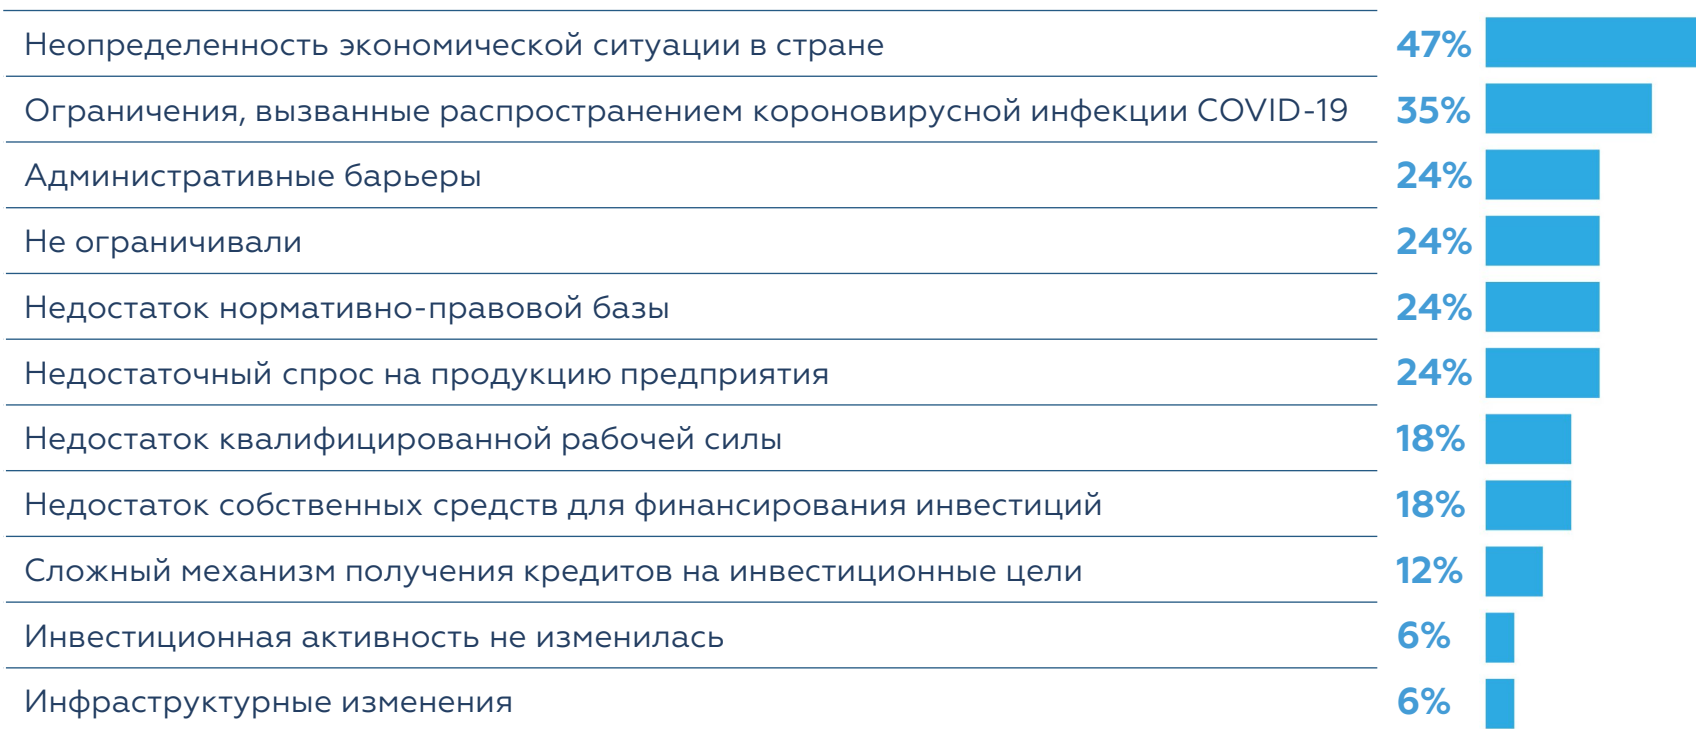 Неопределенность экономической ситуации в стране 47%
Ограничения, вызванные распространением короновирусной инфекции COVID-19 35%
Административные барьеры 24%
Не ограничивали 24%
Недостаток нормативно-правовой базы 24%
Недостаточный спрос на продукцию предприятия 24%
Недостаток квалифицированной рабочей силы 18%
Недостаток собственных средств для финансирования инвестиций 18%
Сложный механизм получения кредитов на инвестиционные цели 12%
Инвестиционная активность не изменилась 6%
Инфраструктурные изменения 6%